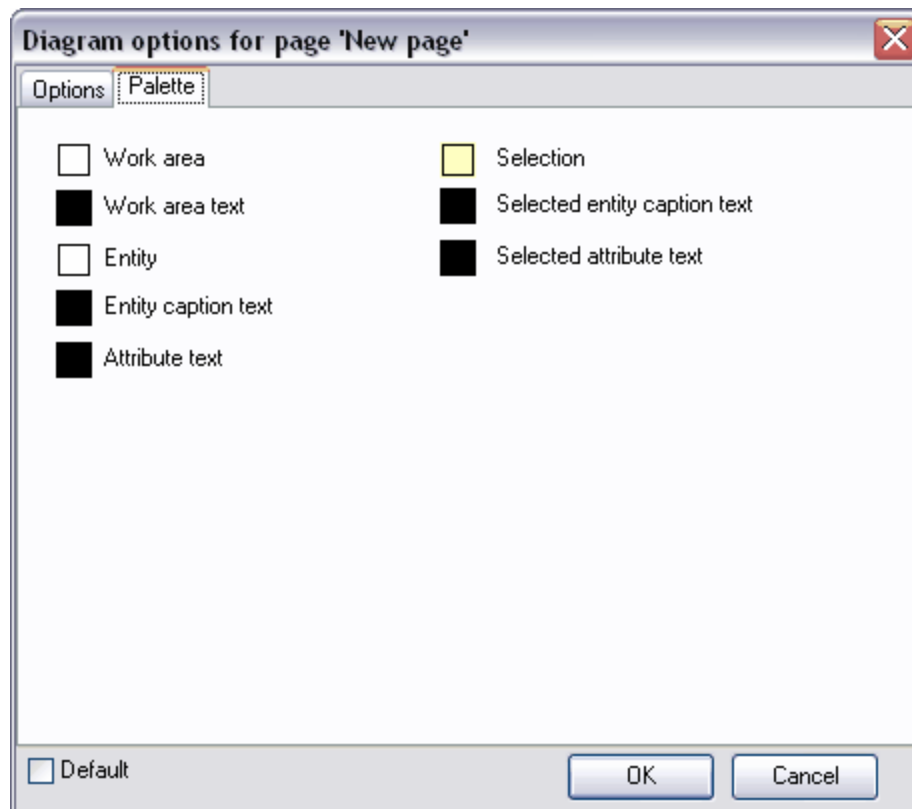 Diagram options for page 'New page'
Options
Palette
Work area
Work area text
Entity
Entity caption text
Attribute text
Selection
Selected entity caption text
Selected attribute text
Default
OK
Cancel